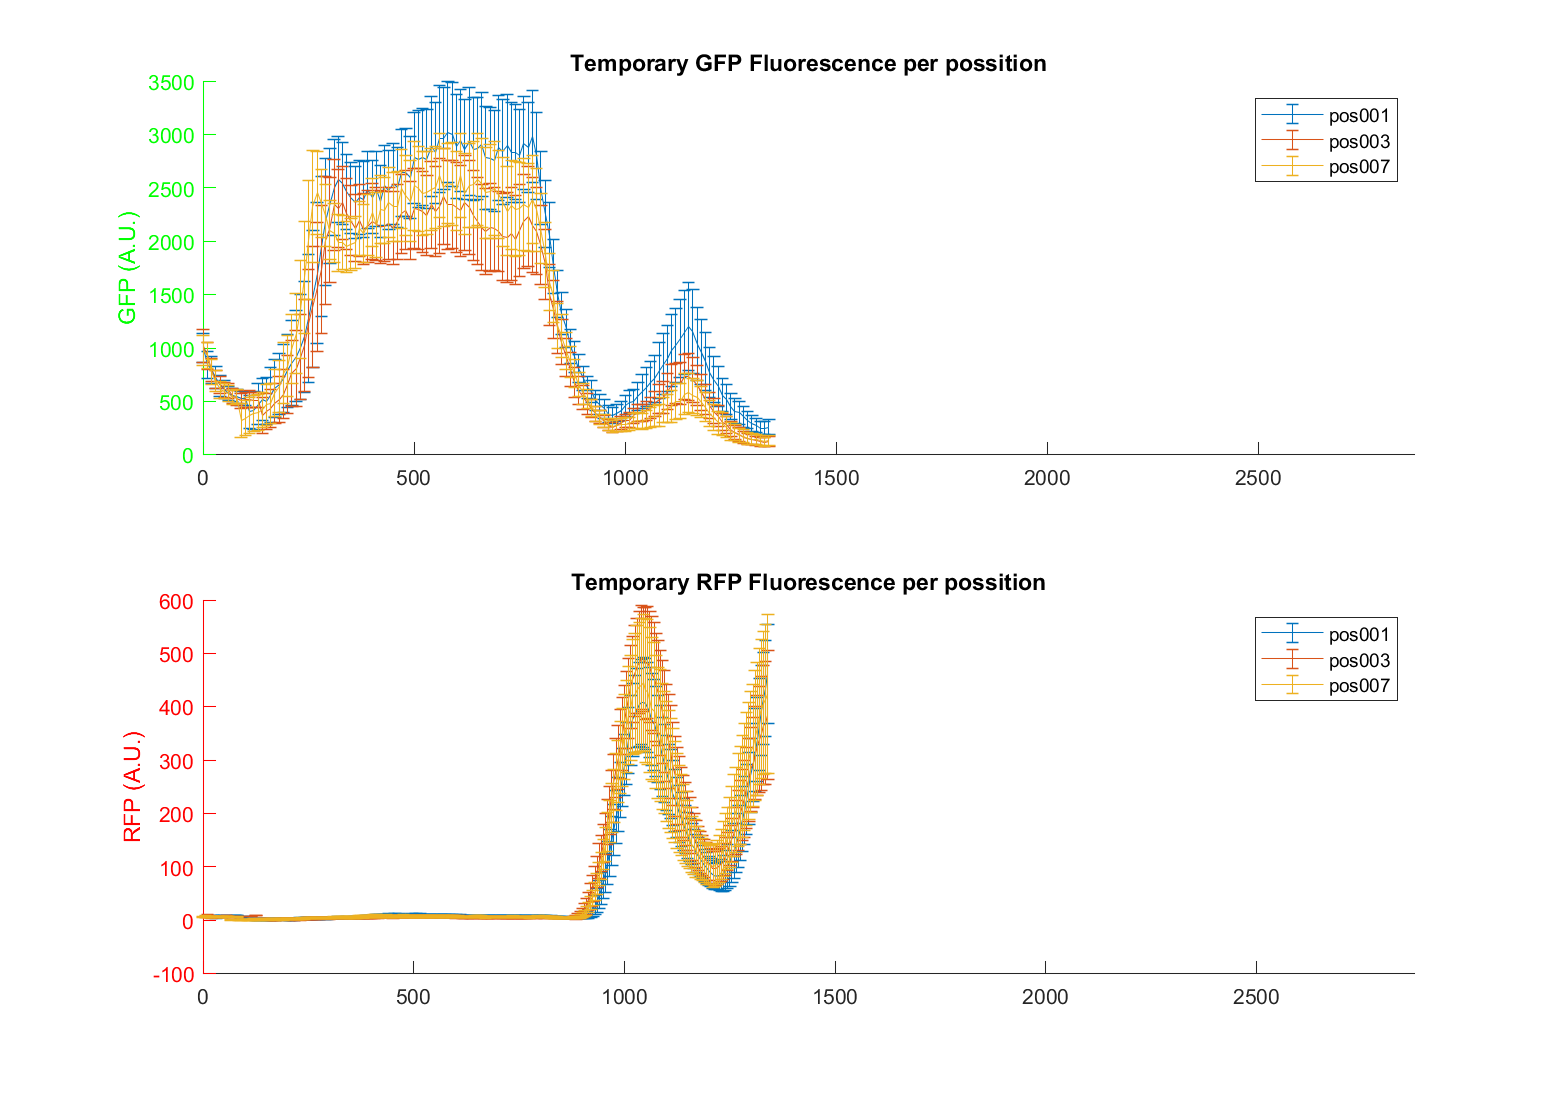 Temporary GFP Fluorescence per possition
3500
3000
2500
2000
1500
1000
500
0
GFP (A.U.)
0 500 1000 1500 2000 2500
pos001
pos003
pos007
Temporary RFP Fluorescence per possition
600
500
400
300
200
100
0
-100
RFP (A.U.)
0 500 1000 1500 2000 2500
pos001
pos003
pos007